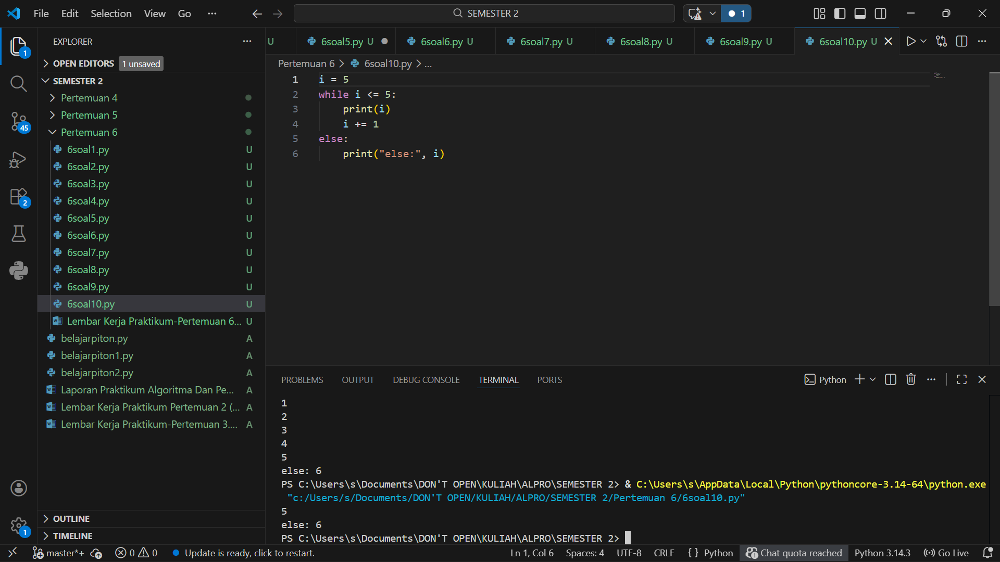 File Edit Selection View Go ··· SEMESTER 2 1
EXPLORER
1
OPEN EDITORS 1 unsaved
SEMESTER 2
Pertemuan 4
Pertemuan 5
Pertemuan 6
45
6soal1.py U
6soal2.py U
6soal3.py U
6soal4.py U
2
6soal5.py U
6soal6.py U
6soal7.py U
6soal8.py U
6soal9.py U
6soal10.py U
Lembar Kerja Praktikum-Pertemuan 6... U
belajarpiton.py A
belajarpiton1.py A
belajarpiton2.py A
Laporan Praktikum Algoritma Dan Pe... A
Lembar Kerja Praktikum Pertemuan 2 (... A
Lembar Kerja Praktikum-Pertemuan 3.... A
OUTLINE
1
TIMELINE
U 6soal5.py U 6soal6.py U 6soal7.py U 6soal8.py U 6soal9.py U 6soal10.py U
Pertemuan 6 > 6soal10.py > ...
1 i = 5
2 while i <= 5:
3 print(i)
4 i += 1
5 else:
6 print("else:", i)
PROBLEMS OUTPUT DEBUG CONSOLE TERMINAL PORTS Python
1
2
3
4
5
else: 6
PS C:\Users\s\Documents\DON'T OPEN\KULIAH\ALPRO\SEMESTER 2> & C:\Users\s\AppData\Local\Python\pythoncore-3.14-64\python.exe
"c:/Users/s/Documents/DON'T OPEN/KULIAH/ALPRO/SEMESTER 2/Pertemuan 6/6soal10.py"
5
else: 6
PS C:\Users\s\Documents\DON'T OPEN\KULIAH\ALPRO\SEMESTER 2>
master*+ 0 0 Update is ready, click to restart. Ln 1, Col 6 Spaces: 4 UTF-8 CRLF { } Python Chat quota reached Python 3.14.3 Go Live